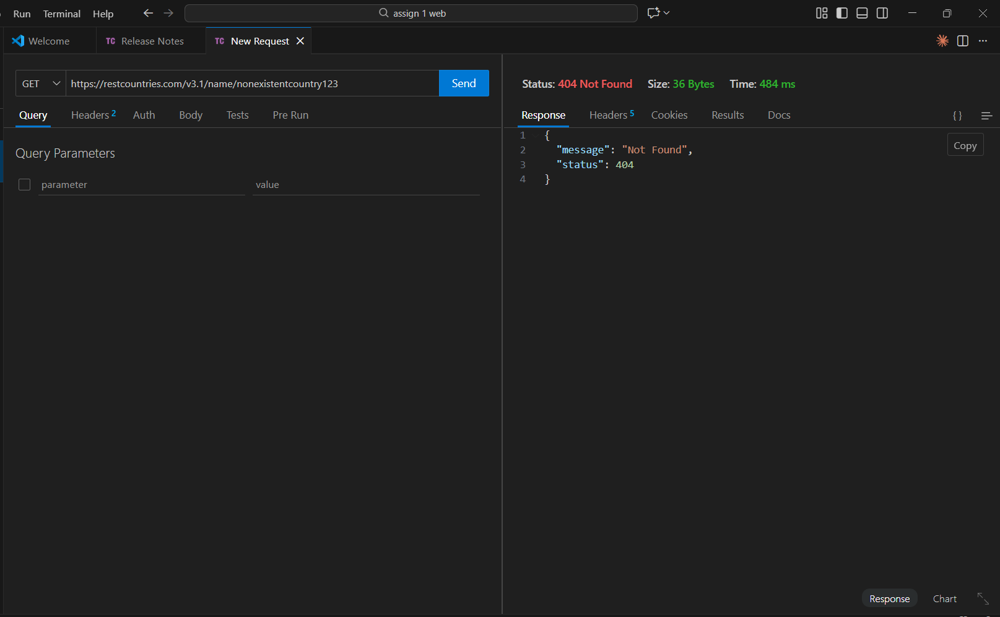 Run Terminal Help assign 1 web
Welcome TC Release Notes TC New Request
GET https://restcountries.com/v3.1/name/nonexistentcountry123 Send
Status: 404 Not Found Size: 36 Bytes Time: 484 ms
Query Headers 2 Auth Body Tests Pre Run
Response Headers 5 Cookies Results Docs { }
Query Parameters
parameter value
Copy
1 {
2 "message": "Not Found",
3 "status": 404
4 }
Response Chart